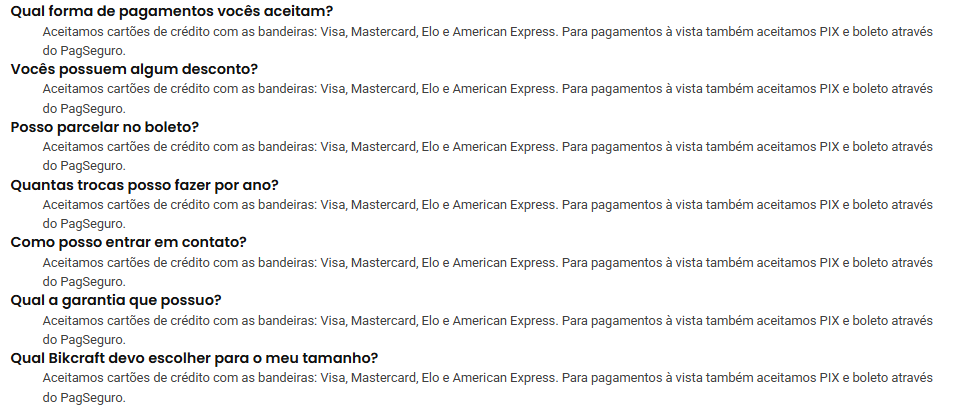 Qual forma de pagamentos vocês aceitam?
Aceitamos cartões de crédito com as bandeiras: Visa, Mastercard, Elo e American Express. Para pagamentos à vista também aceitamos PIX e boleto através
do PagSeguro.
Vocês possuem algum desconto?
Aceitamos cartões de crédito com as bandeiras: Visa, Mastercard, Elo e American Express. Para pagamentos à vista também aceitamos PIX e boleto através
do PagSeguro.
Posso parcelar no boleto?
Aceitamos cartões de crédito com as bandeiras: Visa, Mastercard, Elo e American Express. Para pagamentos à vista também aceitamos PIX e boleto através
do PagSeguro.
Quantas trocas posso fazer por ano?
Aceitamos cartões de crédito com as bandeiras: Visa, Mastercard, Elo e American Express. Para pagamentos à vista também aceitamos PIX e boleto através
do PagSeguro.
Como posso entrar em contato?
Aceitamos cartões de crédito com as bandeiras: Visa, Mastercard, Elo e American Express. Para pagamentos à vista também aceitamos PIX e boleto através
do PagSeguro.
Qual a garantia que possuo?
Aceitamos cartões de crédito com as bandeiras: Visa, Mastercard, Elo e American Express. Para pagamentos à vista também aceitamos PIX e boleto através
do PagSeguro.
Qual Bikcraft devo escolher para o meu tamanho?
Aceitamos cartões de crédito com as bandeiras: Visa, Mastercard, Elo e American Express. Para pagamentos à vista também aceitamos PIX e boleto através
do PagSeguro.